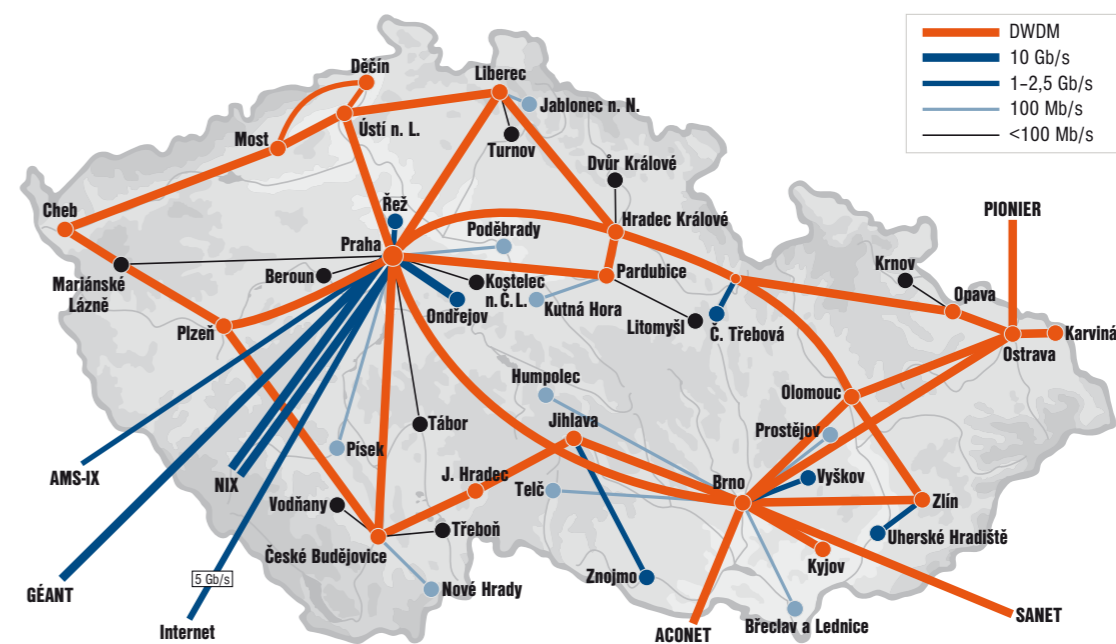 DWDM
10 Gb/s
1–2,5 Gb/s
100 Mb/s
<100 Mb/s
Děčín
Liberec
Jablonec n. N.
Ústí n. L.
Most
Turnov
Dvůr Králové
Cheb
Řež
Hradec Králové
PIONIER
Praha
Poděbrady
Mariánské
Lázně
Beroun
Kostelec
n. Č. L.
Pardubice
Krnov
Opava
Ondřejov
Kutná Hora
Litomyšl
Č. Třebová
Karviná
Ostrava
Plzeň
Humpolec
Olomouc
Jihlava
Tábor
Prostějov
Písek
AMS-IX
NIX
J. Hradec
Telč
Brno
Vyškov
Zlín
Vodňany
Třeboň
Uherské Hradiště
České Budějovice
Kyjov
5 Gb/s
Znojmo
GÉANT
Nové Hrady
SANET
Internet
ACONET
Břeclav a Lednice